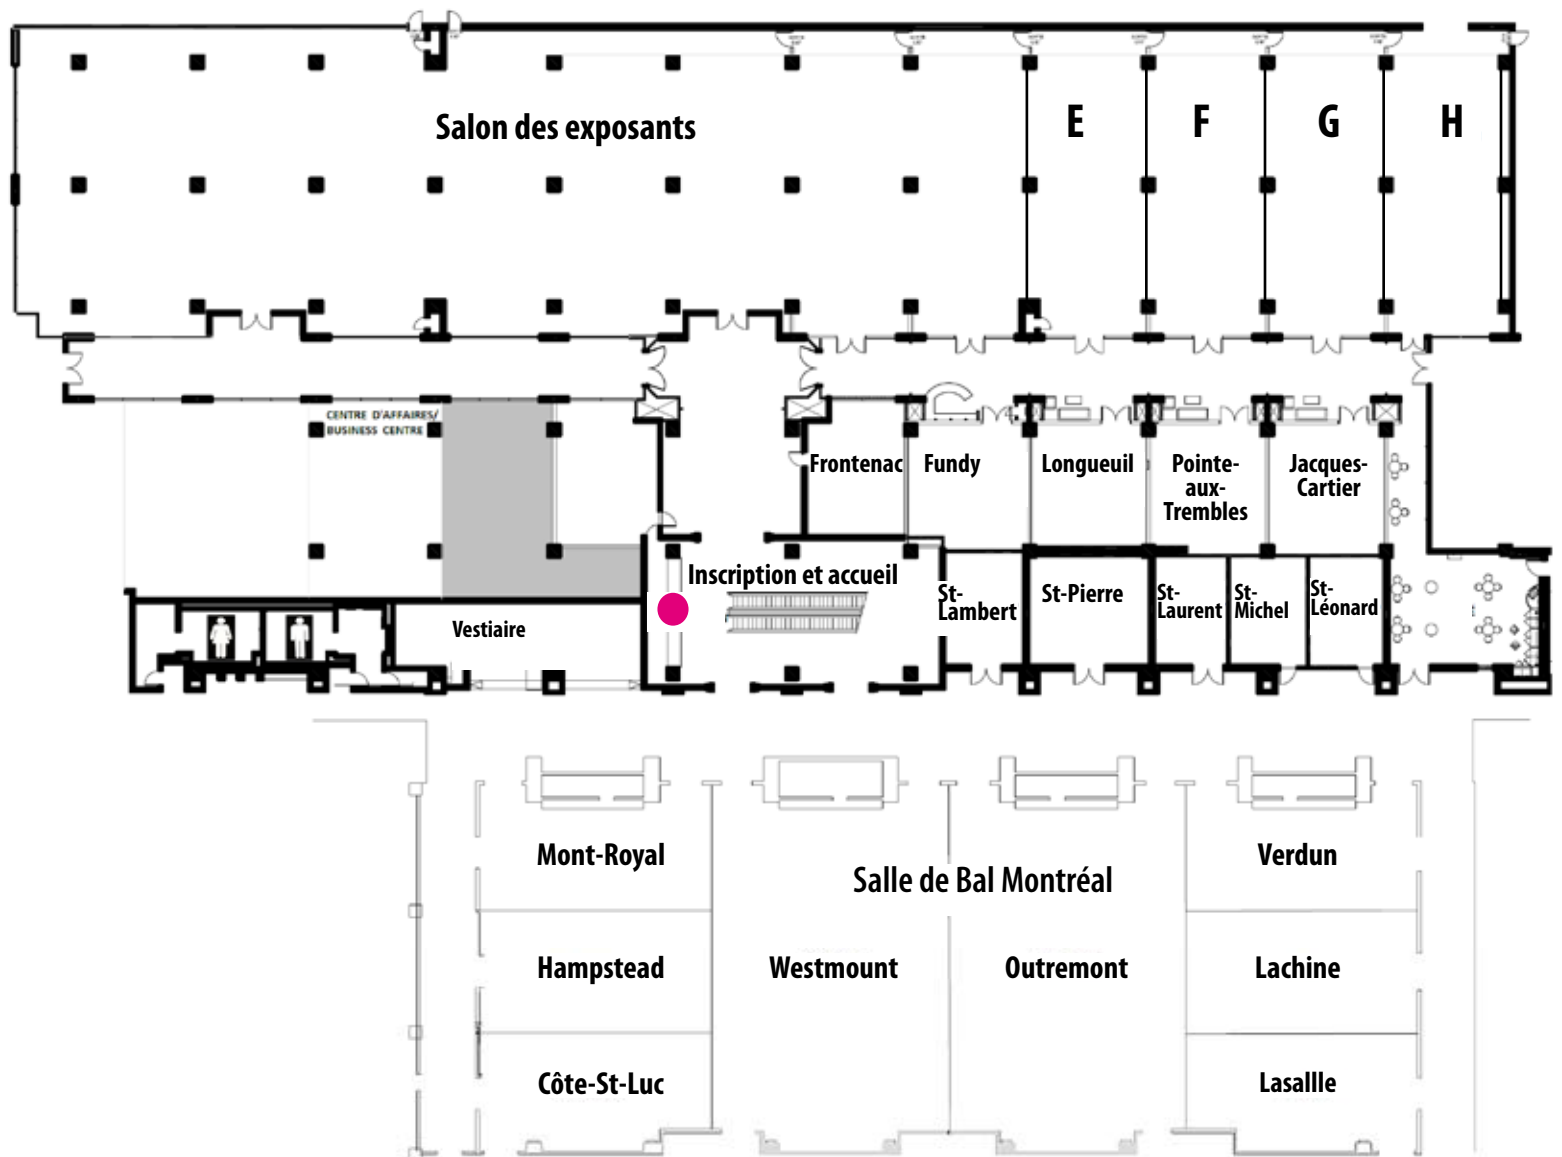 Salon des exposants
E
F
G
H
CENTRE D'AFFAIRES/
BUSINESS CENTRE
Frontenac
Fundy
Longueuil
Pointe-
aux-
Trembles
Jacques-
Cartier
Inscription et accueil
St-
Lambert
St-Pierre
St-
Laurent
St-
Michel
St-
Léonard
Vestiaire
Mont-Royal
Salle de Bal Montréal
Verdun
Hampstead
Westmount
Outremont
Lachine
Côte-St-Luc
Lasallle